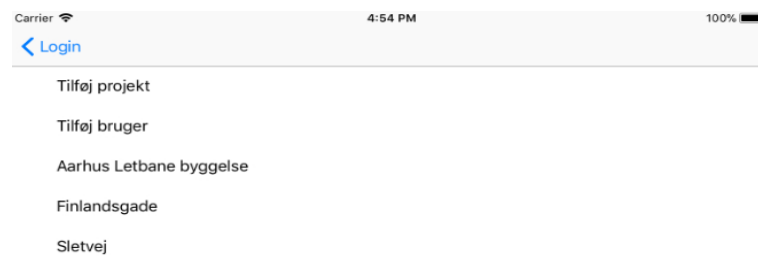 Carrier 4:54 PM 100%
Login
Tilføj projekt
Tilføj bruger
Aarhus Letbane byggelse
Finlandsgade
Sletvej